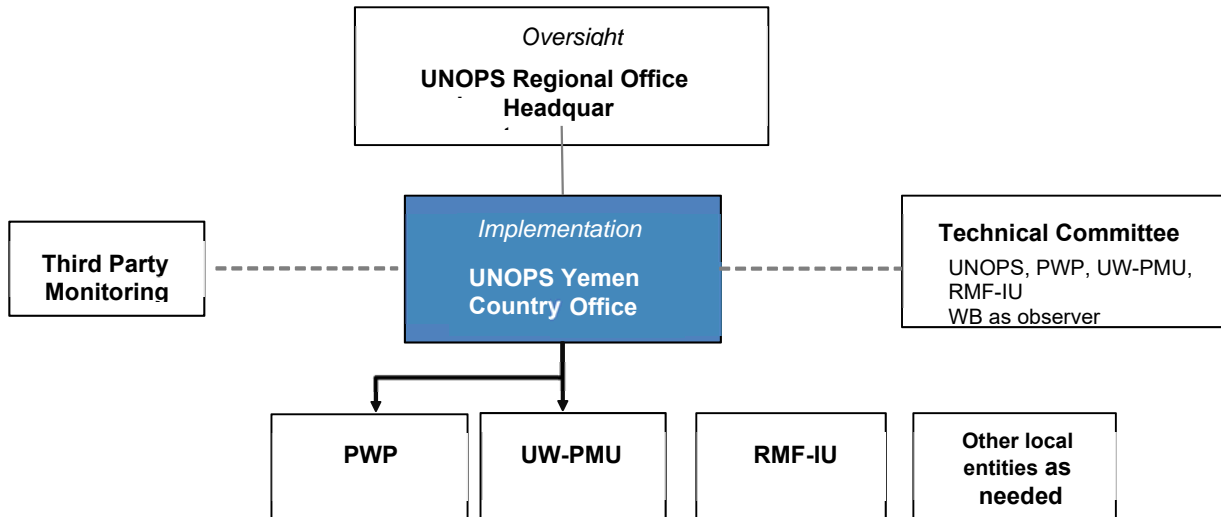 Oversight
UNOPS Regional Office
Headquar
Implementation
UNOPS Yemen
Country Office
Third Party
Monitoring
Technical Committee
UNOPS, PWP, UW-PMU,
RMF-IU
WB as observer
PWP
UW-PMU
RMF-IU
Other local
entities as
needed